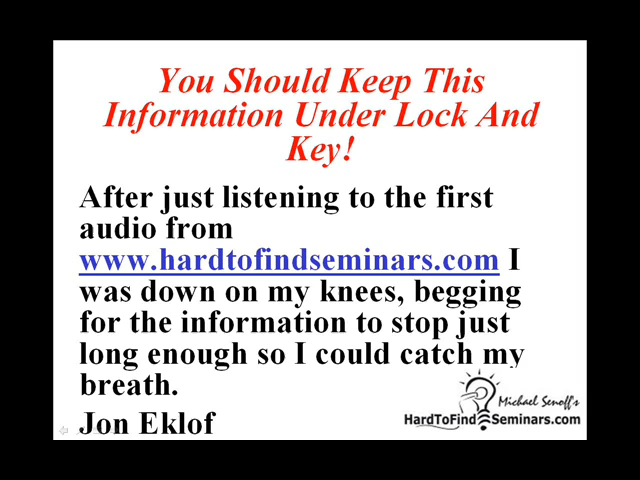 You Should Keep This
Information Under Lock And
Key!
After just listening to the first
audio from
www.hardtofindseminars.com I
was down on my knees, begging
for the information to stop just
long enough so I could catch my
breath.
Jon Eklof
Michael Senoff's
HardToFindSeminars.com